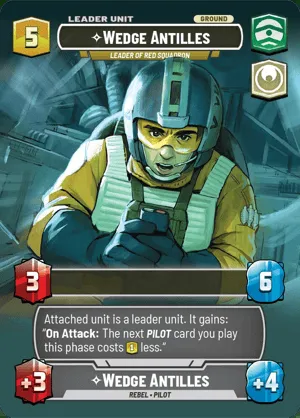 LEADER UNIT
GROUND
5
✧WEDGE ANTILLES
LEADER OF RED SQUADRON
3
6
Attached unit is a leader unit. It gains:
"On Attack: The next PILOT card you play
this phase costs 1 less."
+3
✧WEDGE ANTILLES
REBEL • PILOT
+4